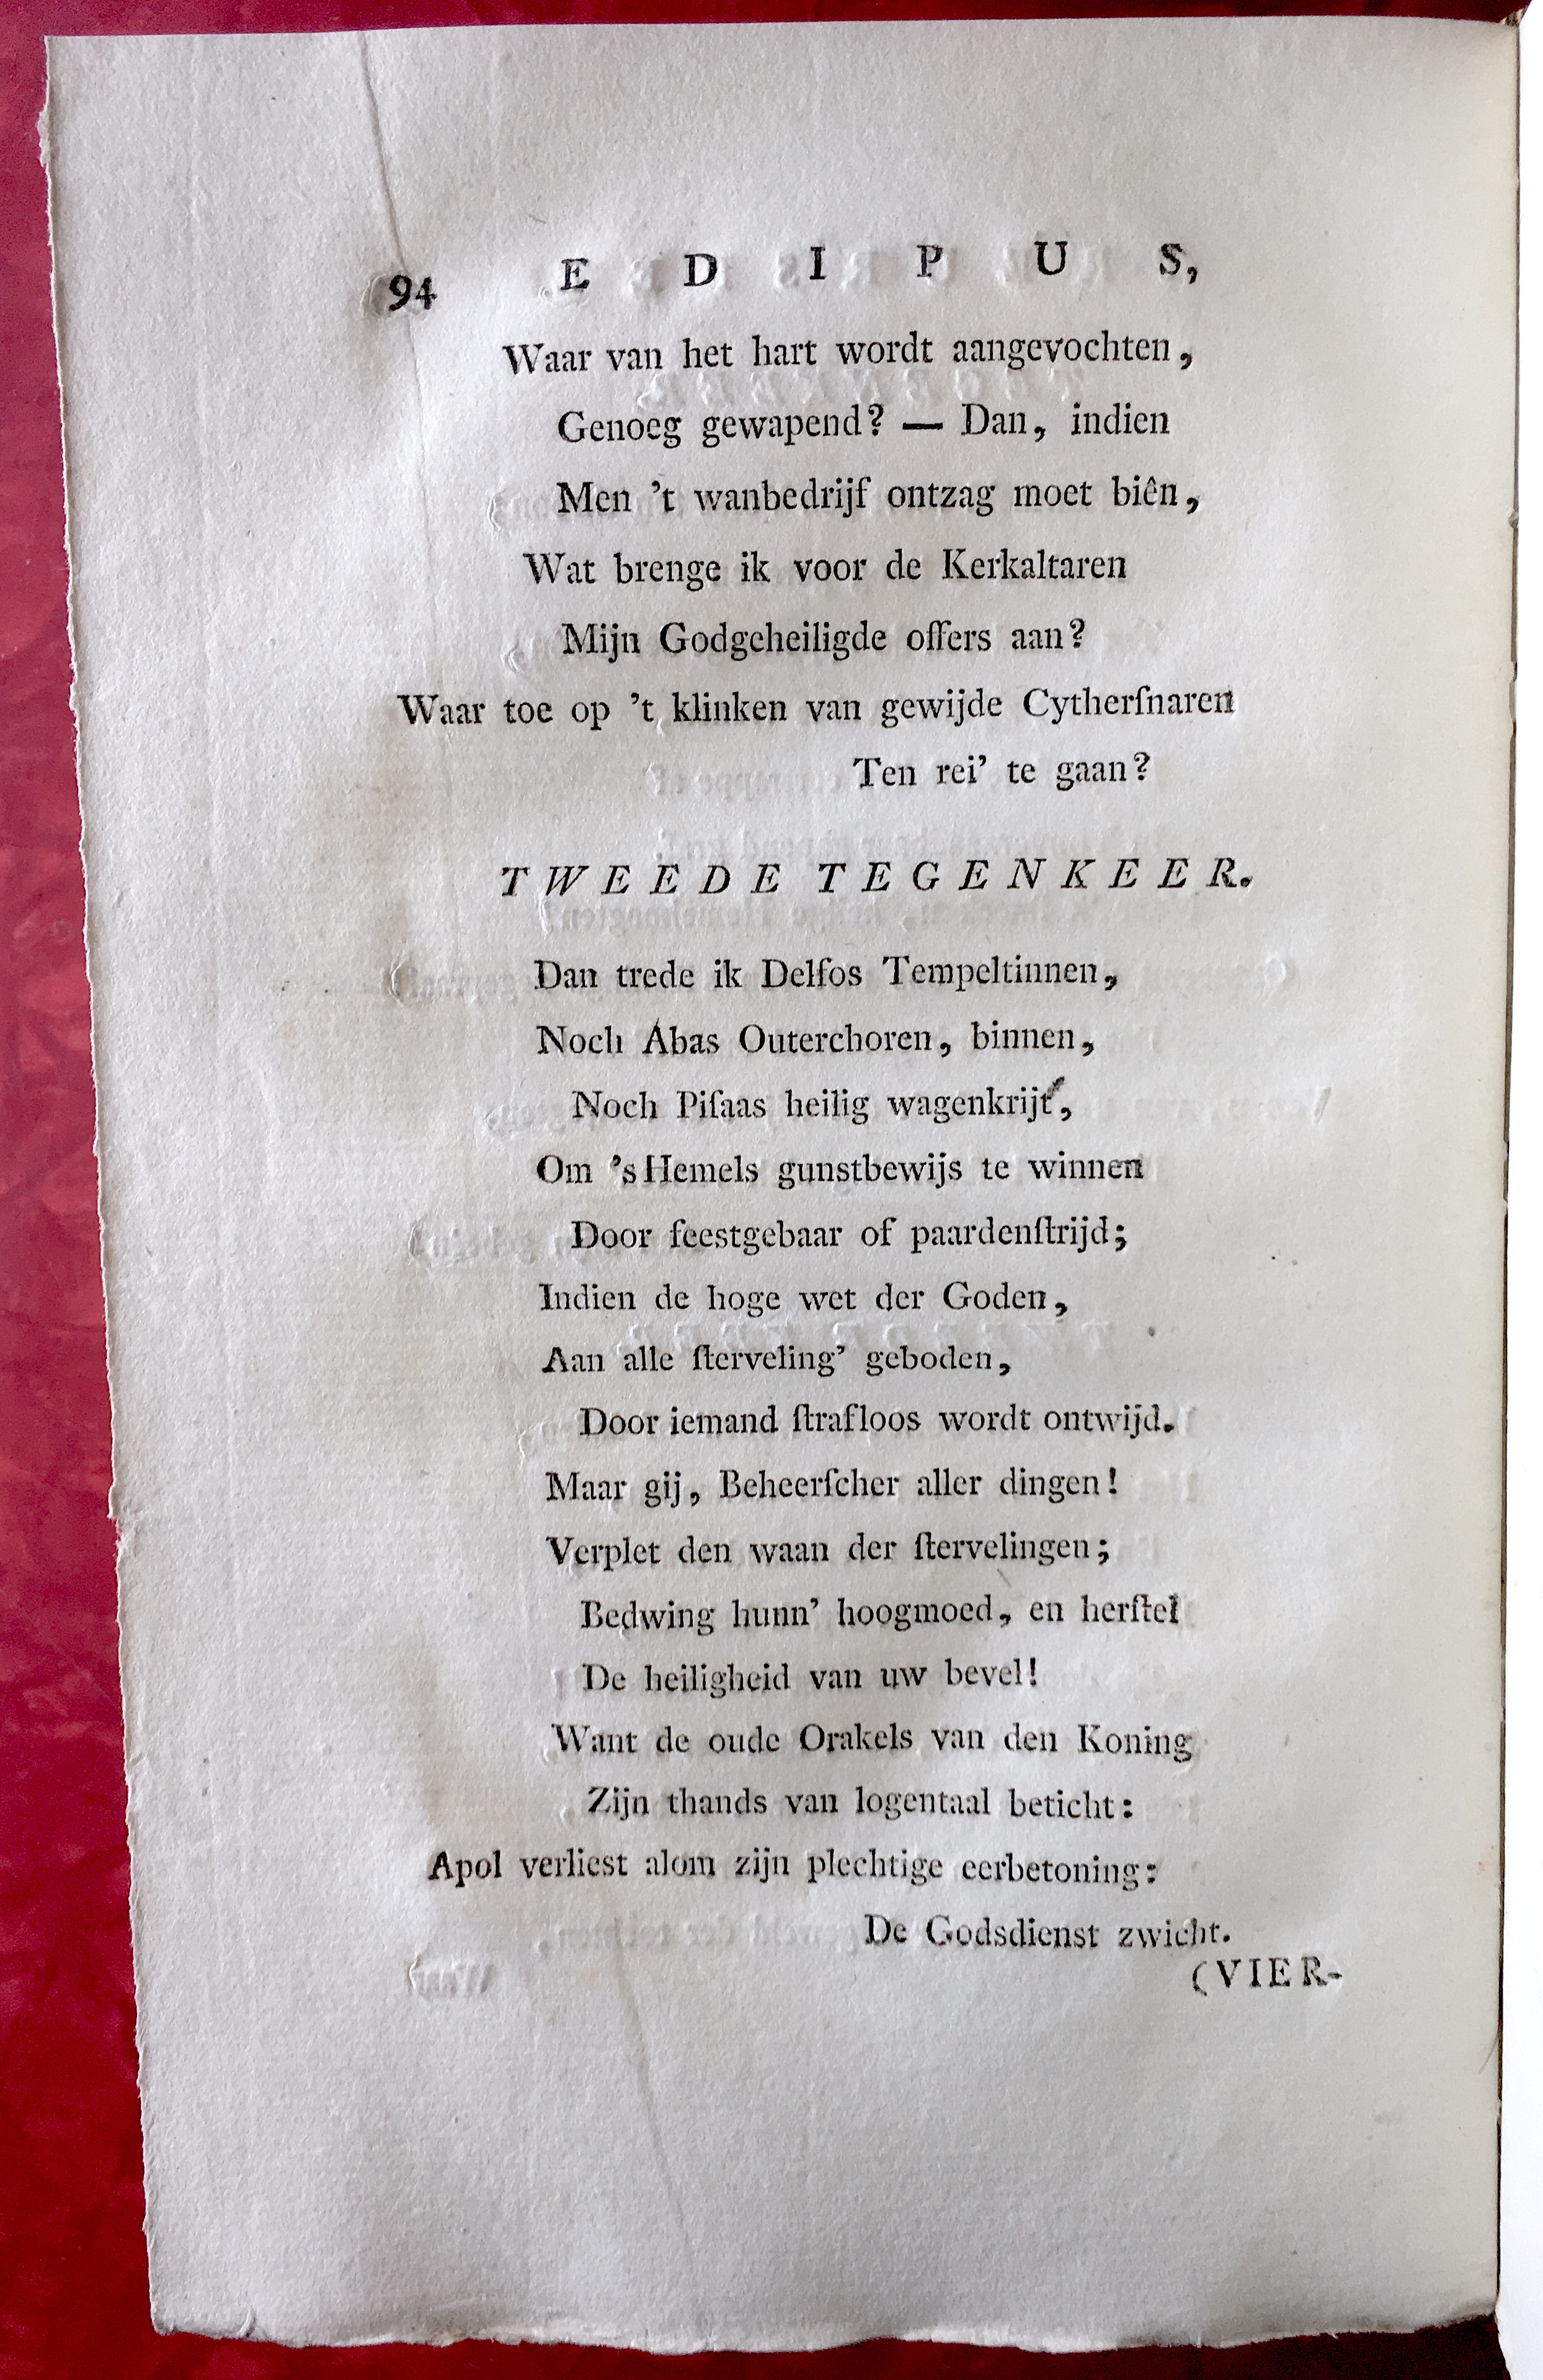 94 E D I P U S,
Waar van het hart wordt aangevochten,
Genoeg gewapend? — Dan, indien
Men 't wanbedrijf ontzag moet biên,
Wat brenge ik voor de Kerkaltaren
Mijn Godgeheiligde offers aan?
Waar toe op 't klinken van gewijde Cytherſnaren
Ten rei' te gaan?
TWEEDE TEGENKEER.
Dan trede ik Delfos Tempeltinnen,
Noch Abas Outerchoren, binnen,
Noch Piſaas heilig wagenkrijt,
Om 's Hemels gunstbewijs te winnen
Door feestgebaar of paardenſtrijd;
Indien de hoge wet der Goden,
Aan alle ſterveling' geboden,
Door iemand ſtrafloos wordt ontwijd.
Maar gij, Beheerſcher aller dingen!
Verplet den waan der ſtervelingen;
Bedwing hunn' hoogmoed, en herſtel
De heiligheid van uw bevel!
Want de oude Orakels van den Koning
Zijn thands van logentaal beticht:
Apol verliest alom zijn plechtige eerbetoning:
De Godsdienst zwicht.
(VIER-